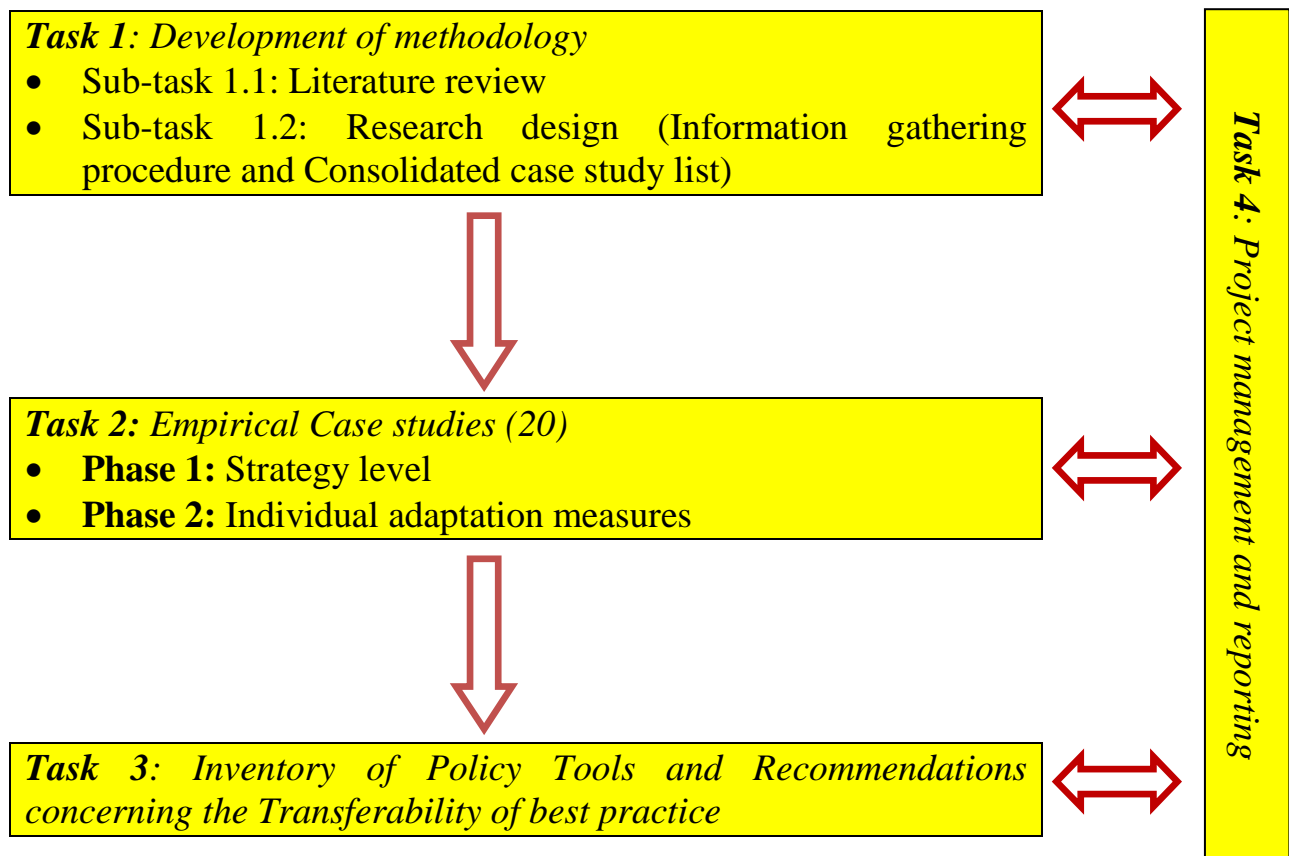 Task 1: Development of methodology
• Sub-task 1.1: Literature review
• Sub-task 1.2: Research design (Information gathering
procedure and Consolidated case study list)
Task 2: Empirical Case studies (20)
• Phase 1: Strategy level
• Phase 2: Individual adaptation measures
Task 3: Inventory of Policy Tools and Recommendations
concerning the Transferability of best practice
Task 4: Project management and reporting